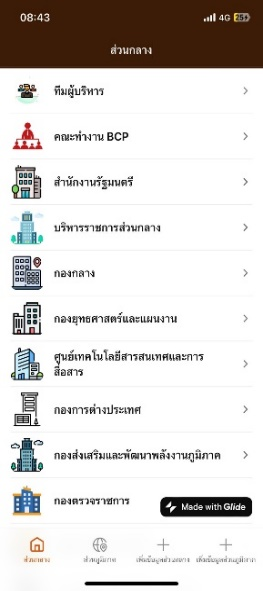 08:43
4G
ส่วนกลาง
ทีมผู้บริหาร
คณะทำงาน BCP
สำนักงานรัฐมนตรี
บริหารราชการส่วนกลาง
กองกลาง
กองยุทธศาสตร์และแผนงาน
ศูนย์เทคโนโลยีสารสนเทศและการ
สื่อสาร
กองการต่างประเทศ
กองส่งเสริมและพัฒนาพลังงานภูมิภาค
กองตรวจราชการ
Made with Glide
ส่วนกลาง ส่วนภูมิภาค เพิ่มข้อมูลส่วนกลาง เพิ่มข้อมูลส่วนภูมิภาค